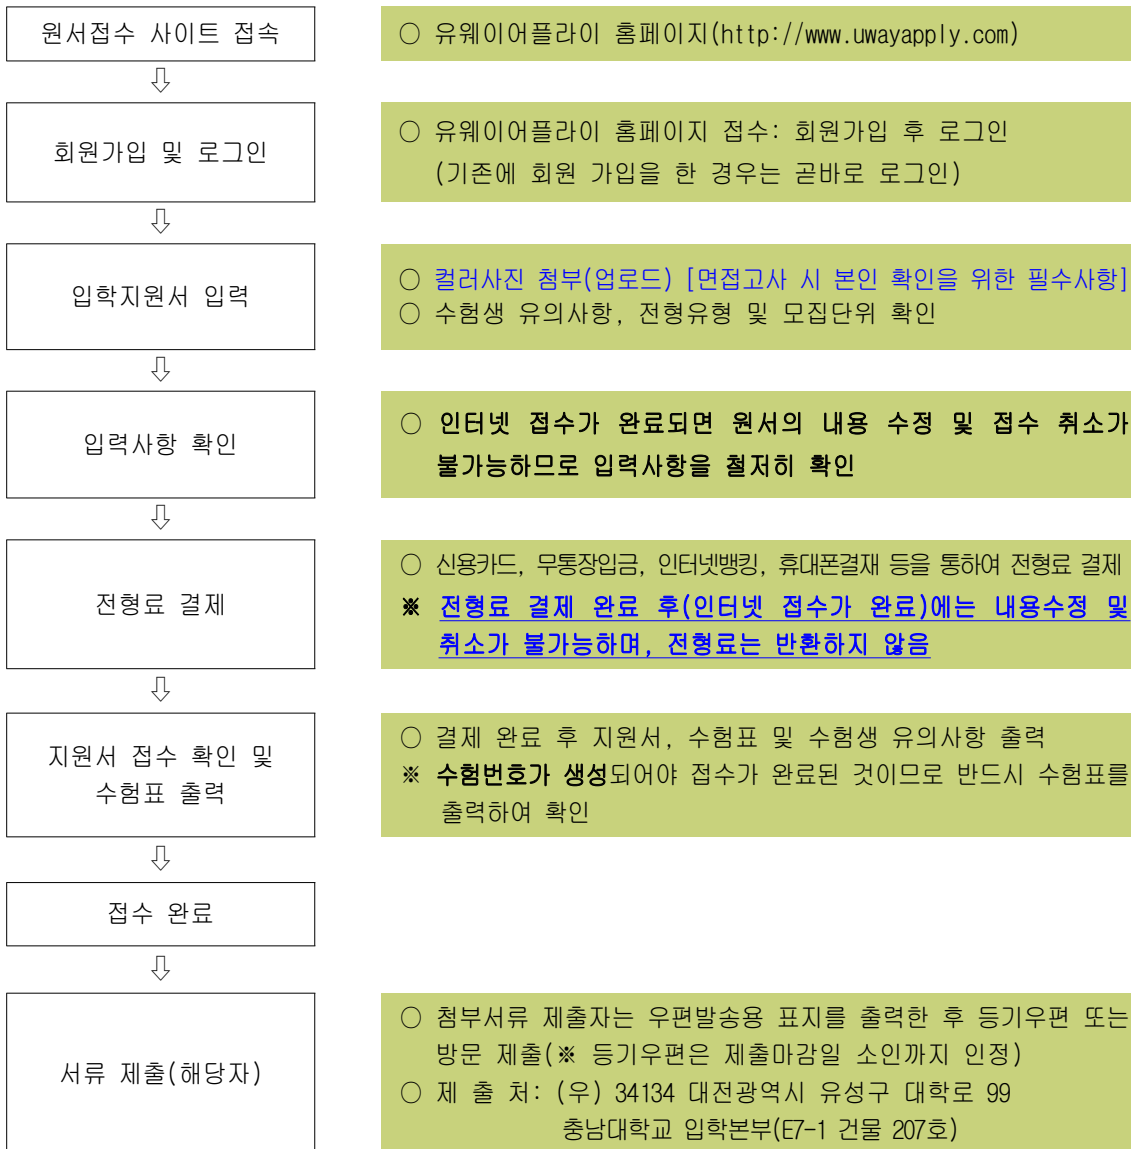 원서접수 사이트 접속
○ 유웨이어플라이 홈페이지(http://www.uwayapply.com)
회원가입 및 로그인
○ 유웨이어플라이 홈페이지 접수: 회원가입 후 로그인
(기존에 회원 가입을 한 경우는 곧바로 로그인)
입학지원서 입력
○ 컬러사진 첨부(업로드) [면접고사 시 본인 확인을 위한 필수사항]
○ 수험생 유의사항, 전형유형 및 모집단위 확인
입력사항 확인
○ 인터넷 접수가 완료되면 원서의 내용 수정 및 접수 취소가
불가능하므로 입력사항을 철저히 확인
전형료 결제
○ 신용카드, 무통장입금, 인터넷뱅킹, 휴대폰결재 등을 통하여 전형료 결제
※ 전형료 결제 완료 후(인터넷 접수가 완료)에는 내용수정 및
취소가 불가능하며, 전형료는 반환하지 않음
지원서 접수 확인 및
수험표 출력
○ 결제 완료 후 지원서, 수험표 및 수험생 유의사항 출력
※ 수험번호가 생성되어야 접수가 완료된 것이므로 반드시 수험표를
출력하여 확인
접수 완료
서류 제출(해당자)
○ 첨부서류 제출자는 우편발송용 표지를 출력한 후 등기우편 또는
방문 제출(※ 등기우편은 제출마감일 소인까지 인정)
○ 제 출 처: (우) 34134 대전광역시 유성구 대학로 99
충남대학교 입학본부(E7-1 건물 207호)